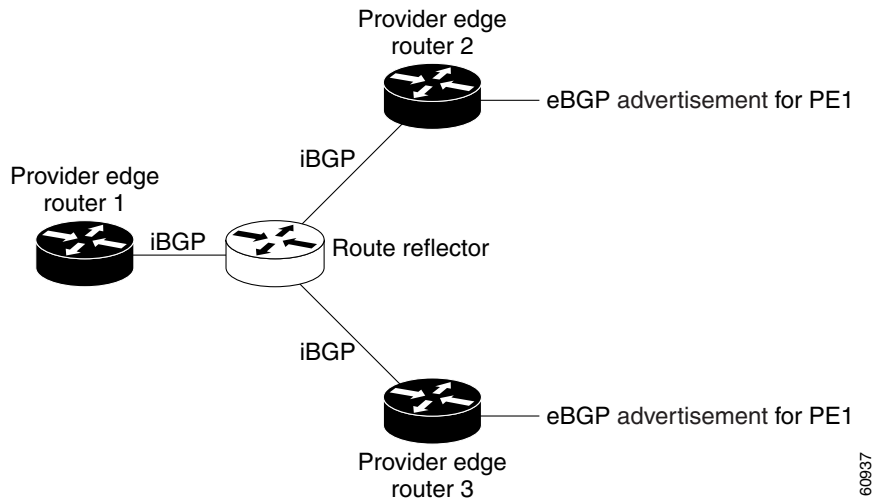 Provider edge
router 2
eBGP advertisement for PE1
iBGP
Provider edge
router 1
iBGP
Route reflector
iBGP
eBGP advertisement for PE1
Provider edge
router 3
60937